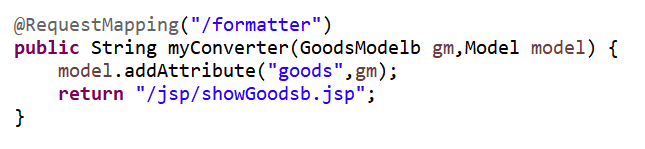 @RequestMapping("/formatter")
public String myConverter(GoodsModelb gm,Model model) {
    model.addAttribute("goods",gm);
    return "/jsp/showGoodsb.jsp";
}